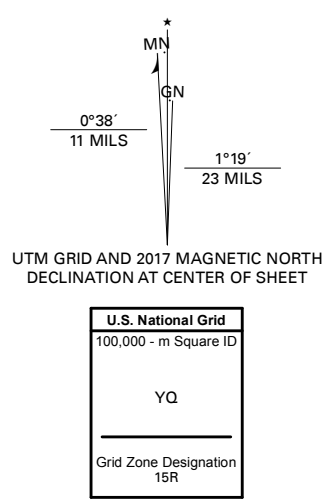 ★
MN
GN
0°38´
11 MILS
1°19´
23 MILS
UTM GRID AND 2017 MAGNETIC NORTH
DECLINATION AT CENTER OF SHEET
U.S. National Grid
100,000 - m Square ID
YQ
Grid Zone Designation
15R